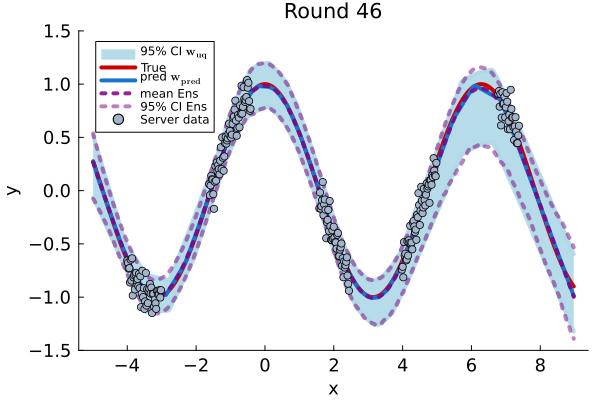 Round 46
1.5
1.0
0.5
0.0
−0.5
−1.0
−1.5
y
95% CI w_uq
True
pred w_pred
mean Ens
95% CI Ens
Server data
−4 −2 0 2 4 6 8
x